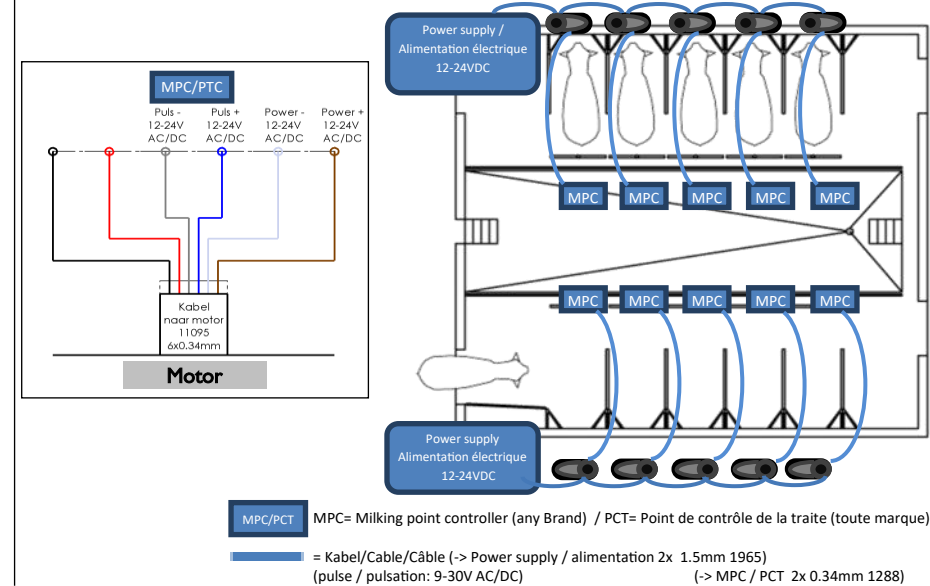 MPC/PTC
Puls - Puls + Power - Power +
12-24V 12-24V 12-24V 12-24V
AC/DC AC/DC AC/DC AC/DC
Kabel
naar motor
11095
6x0.34mm
Motor
Power supply /
Alimentation électrique
12-24VDC
MPC MPC MPC MPC MPC
MPC MPC MPC MPC MPC
Power supply
Alimentation électrique
12-24VDC
MPC/PCT MPC= Milking point controller (any Brand) / PCT= Point de contrôle de la traite (toute marque)
= Kabel/Cable/Câble (-> Power supply / alimentation 2x 1.5mm 1965)
(pulse / pulsation: 9-30V AC/DC) (-> MPC / PCT 2x 0.34mm 1288)